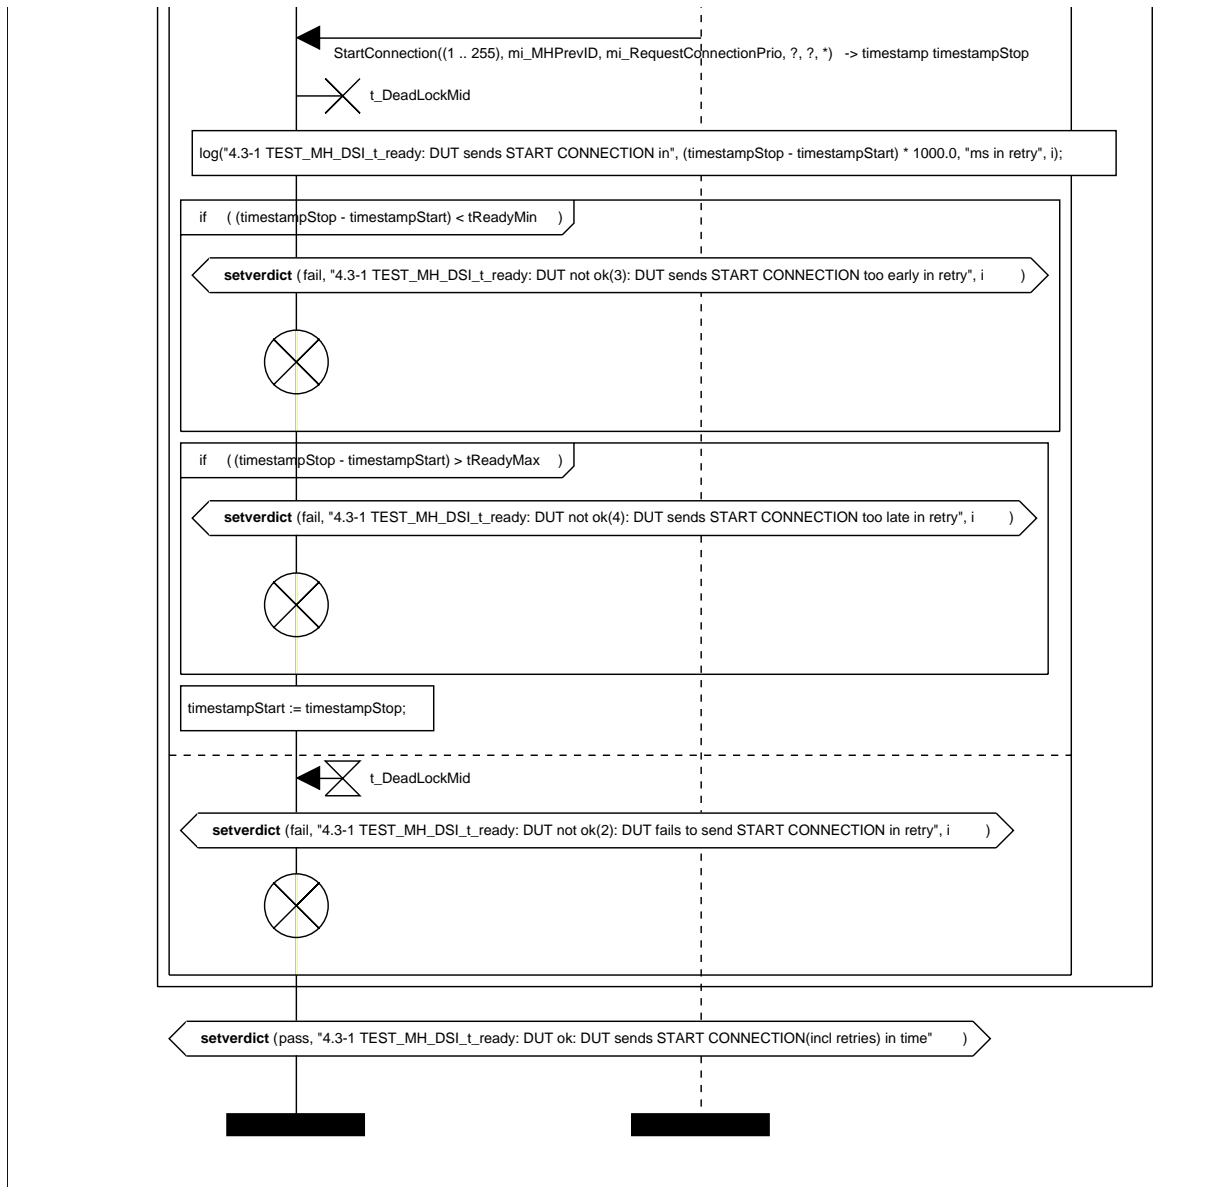 StartConnection((1 .. 255), mi_MHPrevID, mi_RequestConnectionPrio, ?, ?, *) -> timestamp timestampStop
t_DeadLockMid
log("4.3-1 TEST_MH_DSI_t_ready: DUT sends START CONNECTION in", (timestampStop - timestampStart) * 1000.0, "ms in retry", i);
if ( (timestampStop - timestampStart) < tReadyMin )
setverdict (fail, "4.3-1 TEST_MH_DSI_t_ready: DUT not ok(3): DUT sends START CONNECTION too early in retry", i )
if ( (timestampStop - timestampStart) > tReadyMax )
setverdict (fail, "4.3-1 TEST_MH_DSI_t_ready: DUT not ok(4): DUT sends START CONNECTION too late in retry", i )
timestampStart := timestampStop;
t_DeadLockMid
setverdict (fail, "4.3-1 TEST_MH_DSI_t_ready: DUT not ok(2): DUT fails to send START CONNECTION in retry", i )
setverdict (pass, "4.3-1 TEST_MH_DSI_t_ready: DUT ok: DUT sends START CONNECTION(incl retries) in time" )